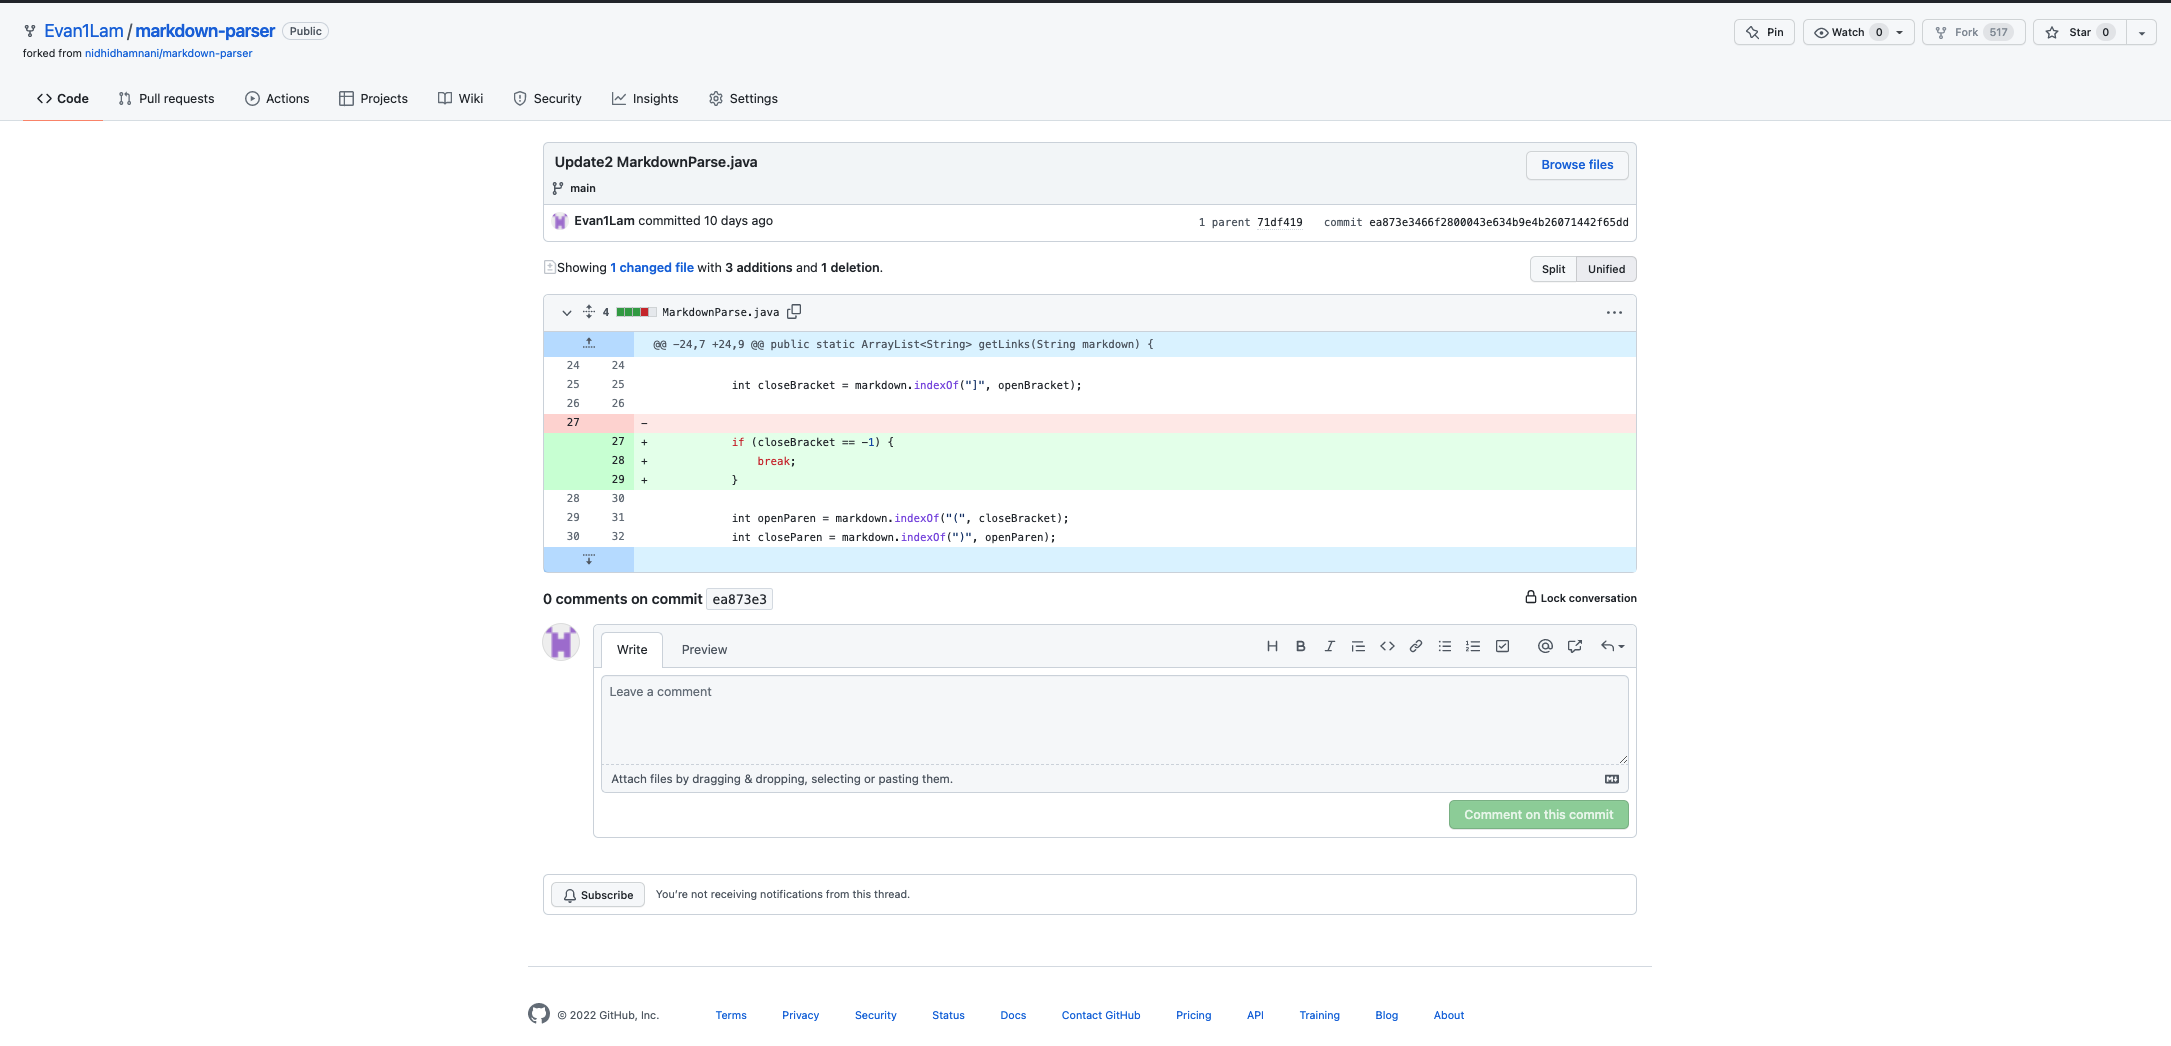 Evan1Lam / markdown-parser Public
Pin Watch 0 Fork 517 Star 0
forked from nidhidhamnani/markdown-parser
Code Pull requests Actions Projects Wiki Security Insights Settings
Update2 MarkdownParse.java
Browse files
main
Evan1Lam committed 10 days ago 1 parent 71df419 commit ea873e3466f2800043e634b9e4b26071442f65dd
Showing 1 changed file with 3 additions and 1 deletion.
Split Unified
4 MarkdownParse.java
@@ -24,7 +24,9 @@ public static ArrayList<String> getLinks(String markdown) {
24 24
25 25 int closeBracket = markdown.indexOf("]", openBracket);
26 26
27 -
27 + if (closeBracket == -1) {
28 + break;
29 + }
28 30
29 31 int openParen = markdown.indexOf("(", closeBracket);
30 32 int closeParen = markdown.indexOf(")", openParen);
0 comments on commit ea873e3
Lock conversation
Write Preview
Leave a comment
Attach files by dragging & dropping, selecting or pasting them.
Comment on this commit
Subscribe You're not receiving notifications from this thread.
© 2022 GitHub, Inc. Terms Privacy Security Status Docs Contact GitHub Pricing API Training Blog About